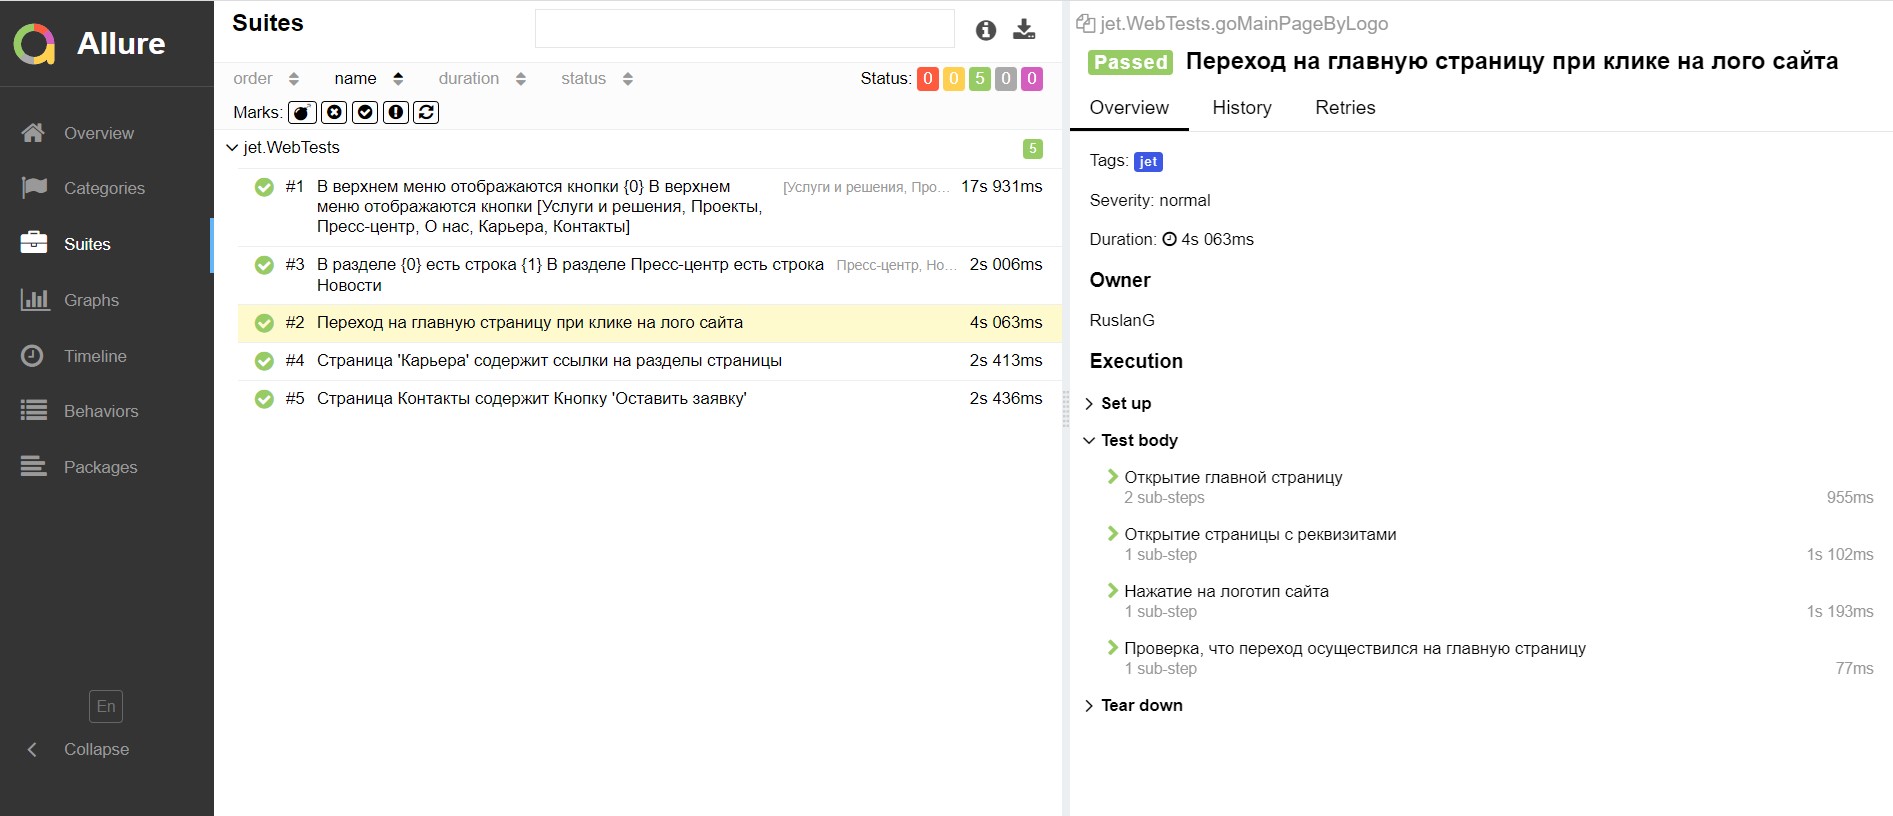 Allure
Overview
Categories
Suites
Graphs
Timeline
Behaviors
Packages
En
Collapse
Suites
order name duration status Status: 0 0 5 0 0
Marks:
jet.WebTests 5
#1 В верхнем меню отображаются кнопки {0} В верхнем [Услуги и решения, Про... 17s 931ms
меню отображаются кнопки [Услуги и решения, Проекты,
Пресс-центр, О нас, Карьера, Контакты]
#3 В разделе {0} есть строка {1} В разделе Пресс-центр есть строка Пресс-центр, Но... 2s 006ms
Новости
#2 Переход на главную страницу при клике на лого сайта 4s 063ms
#4 Страница 'Карьера' содержит ссылки на разделы страницы 2s 413ms
#5 Страница Контакты содержит Кнопку 'Оставить заявку' 2s 436ms
jet.WebTests.goMainPageByLogo
Passed Переход на главную страницу при клике на лого сайта
Overview History Retries
Tags: jet
Severity: normal
Duration: 4s 063ms
Owner
RuslanG
Execution
Set up
Test body
Открытие главной страницу
2 sub-steps 955ms
Открытие страницы с реквизитами
1 sub-step 1s 102ms
Нажатие на логотип сайта
1 sub-step 1s 193ms
Проверка, что переход осуществился на главную страницу
1 sub-step 77ms
Tear down